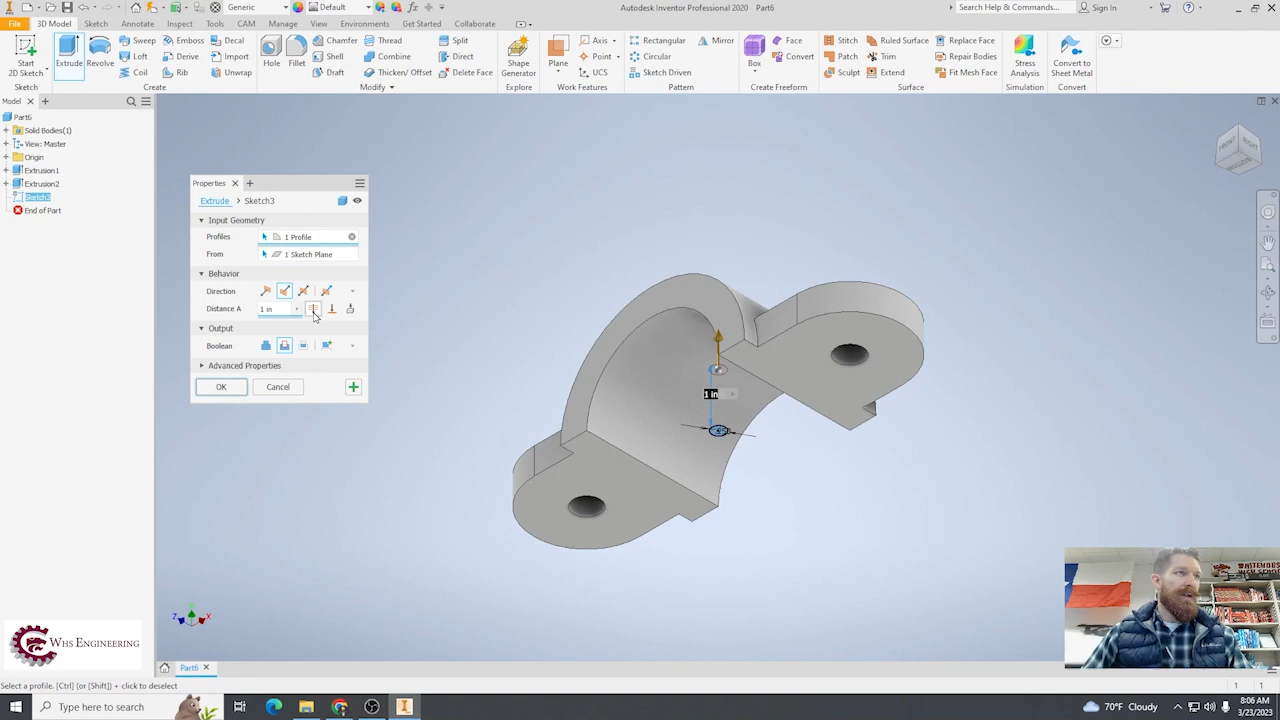 Generic
Default
Autodesk Inventor Professional 2020 Part6
Search Help & Commands...
Sign In
File
3D Model
Sketch
Annotate
Inspect
Tools
CAM
Manage
View
Environments
Get Started
Collaborate
Start
2D Sketch
Extrude
Revolve
Sweep
Loft
Coil
Emboss
Derive
Rib
Decal
Import
Unwrap
Hole
Fillet
Chamfer
Shell
Draft
Thread
Combine
Thicken/ Offset
Split
Direct
Delete Face
Shape
Generator
Plane
Axis
Point
UCS
Rectangular
Circular
Sketch Driven
Mirror
Box
Face
Convert
Stitch
Patch
Sculpt
Ruled Surface
Trim
Extend
Replace Face
Repair Bodies
Fit Mesh Face
Stress
Analysis
Convert to
Sheet Metal
Sketch
Create
Modify
Explore
Work Features
Pattern
Create Freeform
Surface
Simulation
Convert
Model
Part6
Solid Bodies(1)
View: Master
Origin
Extrusion1
Extrusion2
Sketch3
End of Part
Properties
Extrude > Sketch3
Input Geometry
Profiles
1 Profile
From
1 Sketch Plane
Behavior
Direction
Distance A
1 in
Output
Boolean
Advanced Properties
OK
Cancel
1 in
FRONT
RIGHT
Z
X
WHS ENGINEERING
Part6
Select a profile. [Ctrl] (or [Shift]) + click to deselect
1
1
Type here to search
70°F Cloudy
8:06 AM
3/23/2023